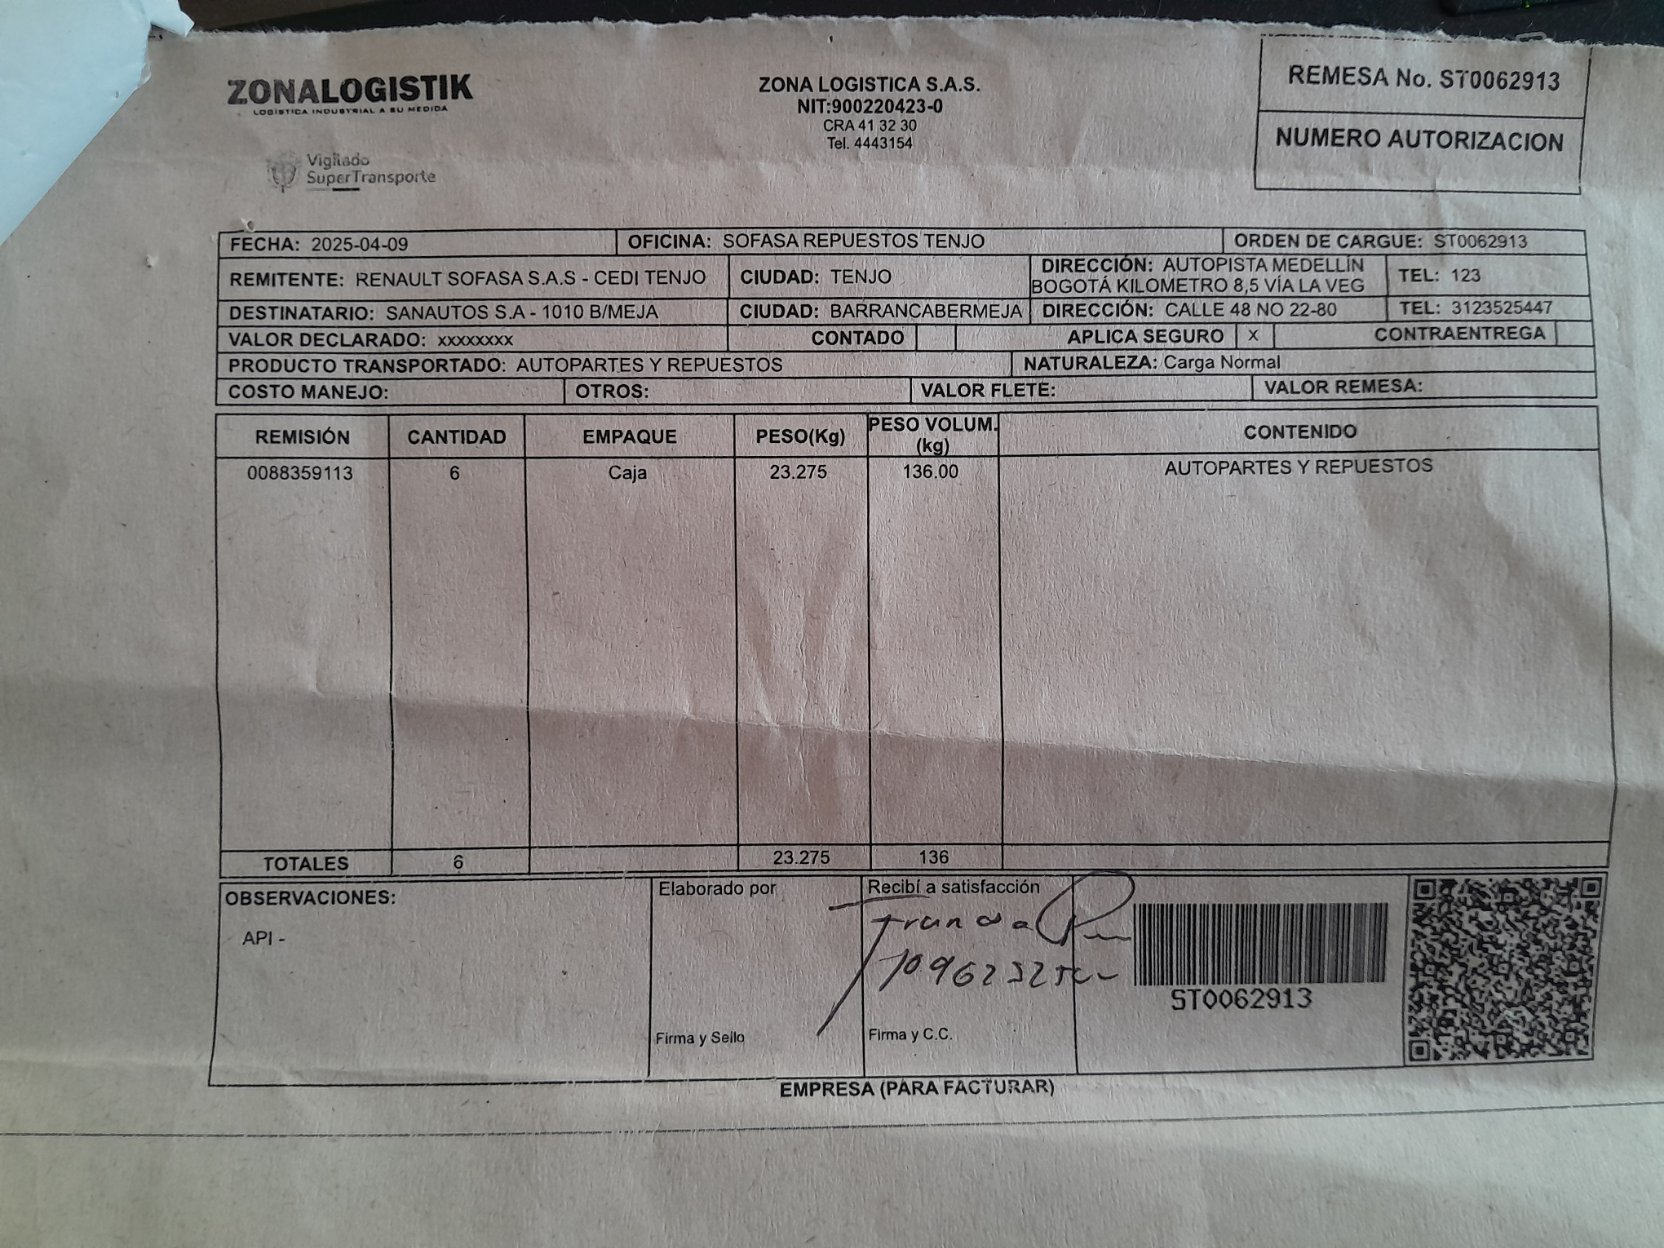 ZONALOGISTIK
LOGISTICA INDUSTRIAL A SU MEDIDA
Vigilado
SuperTransporte
ZONA LOGISTICA S.A.S.
NIT:900220423-0
CRA 41 32 30
Tel. 4443154
REMESA No. ST0062913
NUMERO AUTORIZACION
FECHA: 2025-04-09 OFICINA: SOFASA REPUESTOS TENJO ORDEN DE CARGUE: ST0062913
REMITENTE: RENAULT SOFASA S.A.S - CEDI TENJO CIUDAD: TENJO DIRECCIÓN: AUTOPISTA MEDELLÍN BOGOTÁ KILOMETRO 8,5 VÍA LA VEG TEL: 123
DESTINATARIO: SANAUTOS S.A - 1010 B/MEJA CIUDAD: BARRANCABERMEJA DIRECCIÓN: CALLE 48 NO 22-80 TEL: 3123525447
VALOR DECLARADO: xxxxxxxx CONTADO APLICA SEGURO X CONTRAENTREGA
PRODUCTO TRANSPORTADO: AUTOPARTES Y REPUESTOS NATURALEZA: Carga Normal
COSTO MANEJO: OTROS: VALOR FLETE: VALOR REMESA:
REMISIÓN CANTIDAD EMPAQUE PESO(Kg) PESO VOLUM. (kg) CONTENIDO
0088359113 6 Caja 23.275 136.00 AUTOPARTES Y REPUESTOS
TOTALES 6 23.275 136
OBSERVACIONES:
API -
Elaborado por
Firma y Sello
Recibí a satisfacción
Firma y C.C.
ST0062913
EMPRESA (PARA FACTURAR)